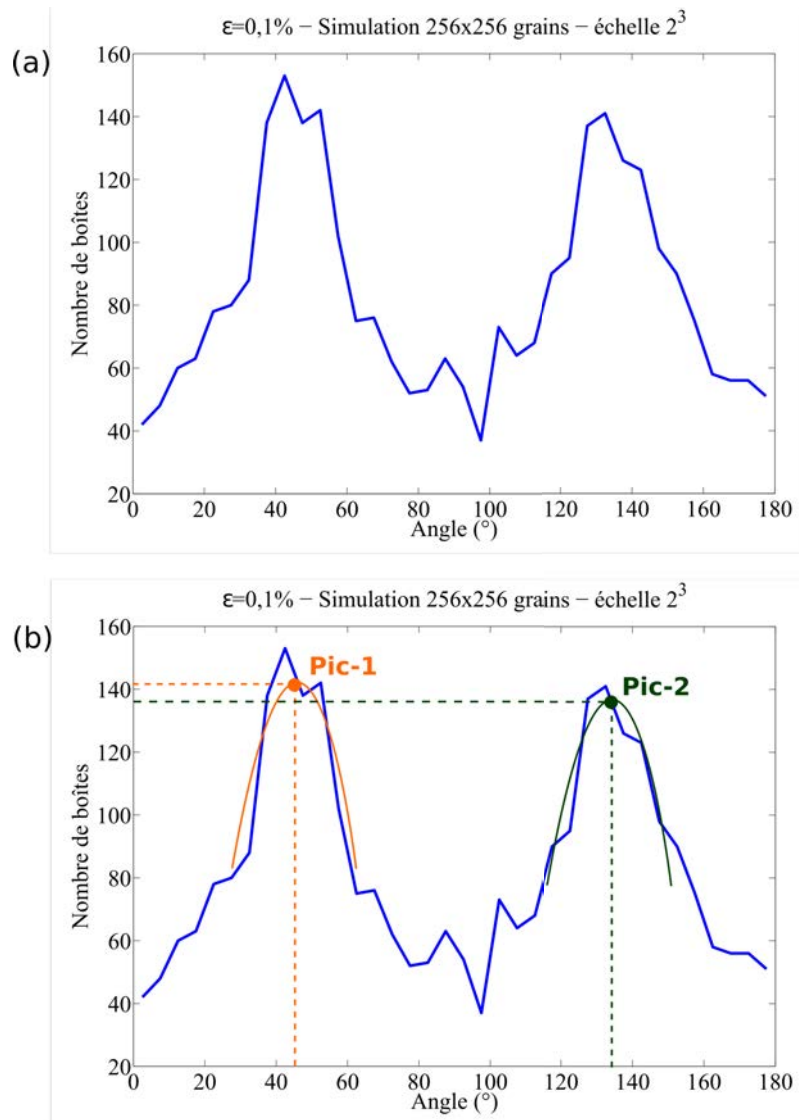 ε=0,1% − Simulation 256x256 grains − échelle 2³
(a)
160
140
120
100
80
60
40
20
Nombre de boîtes
0 20 40 60 80 100 120 140 160 180
Angle (°)
ε=0,1% − Simulation 256x256 grains − échelle 2³
(b)
160
140
120
100
80
60
40
20
Nombre de boîtes
Pic-1
Pic-2
0 20 40 60 80 100 120 140 160 180
Angle (°)